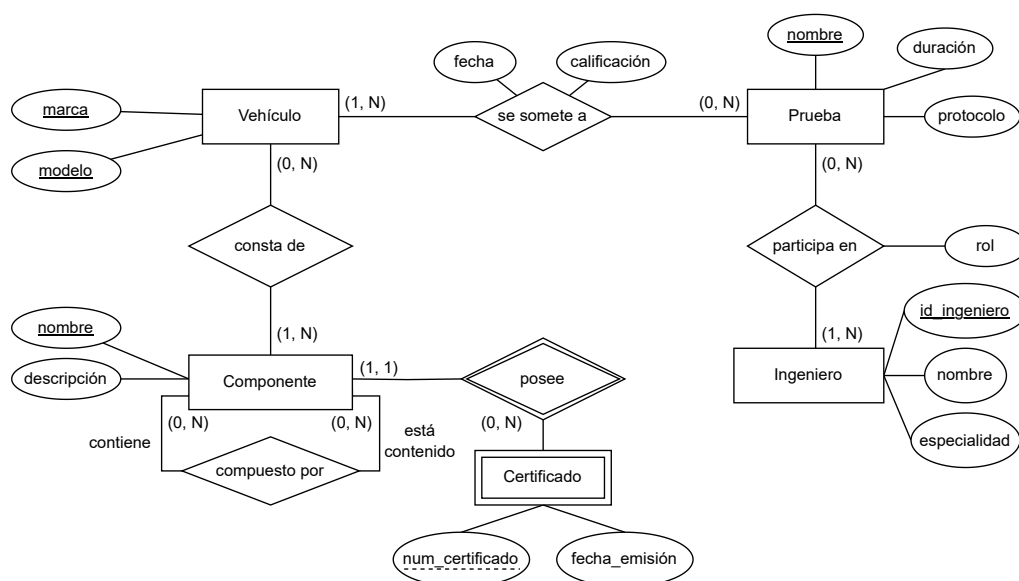 nombre
fecha
calificación
duración
marca
Vehículo
(1, N)
se somete a
(0, N)
Prueba
protocolo
modelo
(0, N)
(0, N)
consta de
participa en
rol
nombre
(1, N)
(1, N)
id_ingeniero
descripción
Componente
(1, 1)
posee
Ingeniero
nombre
(0, N)
(0, N)
(0, N)
contiene
está
contenido
especialidad
compuesto por
Certificado
num_certificado
fecha_emisión